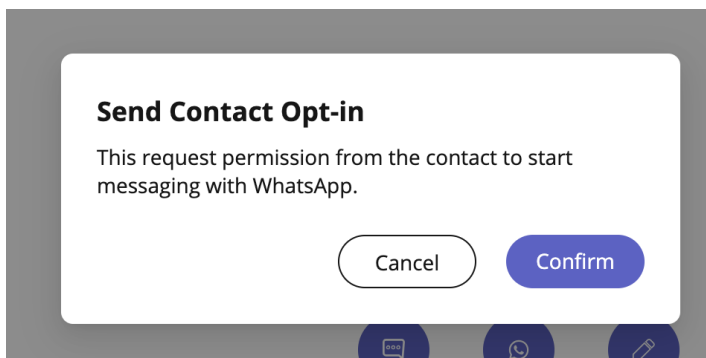 Send Contact Opt-in
This request permission from the contact to start
messaging with WhatsApp.
Cancel
Confirm